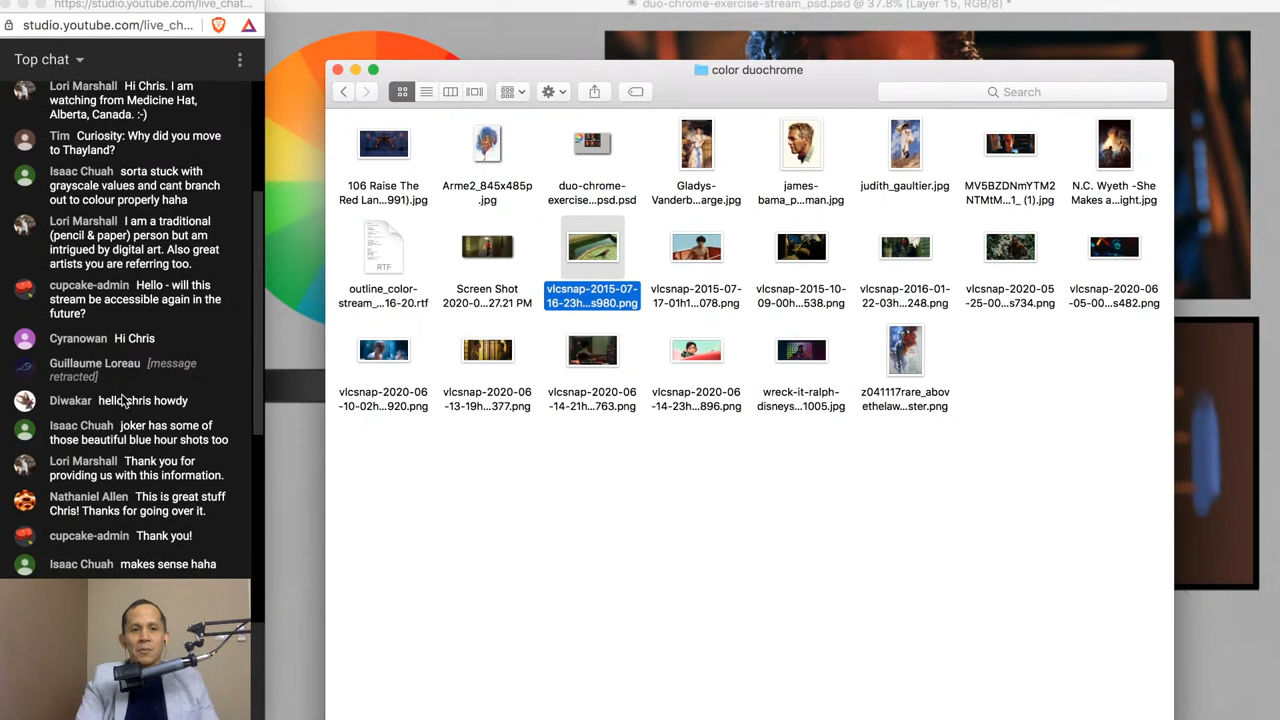 https://studio.youtube.com/live_chat...
duo-chrome-exercise-stream_psd.psd @ 37.8% (Layer 15, RGB/8) *
studio.youtube.com/live_ch...
Top chat
Lori Marshall Hi Chris. I am
watching from Medicine Hat,
Alberta, Canada. :-)
Tim Curiosity: Why did you move
to Thayland?
Isaac Chuah sorta stuck with
grayscale values and cant branch
out to colour properly haha
Lori Marshall I am a traditional
(pencil & paper) person but am
intrigued by digital art. Also great
artists you are referring too.
cupcake-admin Hello - will this
stream be accessible again in the
future?
Cyranowan Hi Chris
Guillaume Loreau [message
retracted]
Diwakar hello chris howdy
Isaac Chuah joker has some of
those beautiful blue hour shots too
Lori Marshall Thank you for
providing us with this information.
Nathaniel Allen This is great stuff
Chris! Thanks for going over it.
cupcake-admin Thank you!
Isaac Chuah makes sense haha
color duochrome
Search
106 Raise The
Red Lan...991).jpg
Arme2_845x845p
.jpg
duo-chrome-
exercise...psd.psd
Gladys-
Vanderb...arge.jpg
james-
bama_p...man.jpg
judith_gaultier.jpg
MV5BZDNmYTM2
NTMtM..._1_ (1).jpg
N.C. Wyeth -She
Makes a...ight.jpg
RTF
outline_color-
stream_...16-20.rtf
Screen Shot
2020-0...27.21 PM
vlcsnap-2015-07-
16-23h...s980.png
vlcsnap-2015-07-
17-01h1...078.png
vlcsnap-2015-10-
09-00h...538.png
vlcsnap-2016-01-
22-03h...248.png
vlcsnap-2020-05
-25-00...s734.png
vlcsnap-2020-06
-05-00...s482.png
vlcsnap-2020-06
-10-02h...920.png
vlcsnap-2020-06
-13-19h...377.png
vlcsnap-2020-06
-14-21h...763.png
vlcsnap-2020-06
-14-23h...896.png
wreck-it-ralph-
disneys...1005.jpg
z041117rare_abov
ethelaw...ster.png